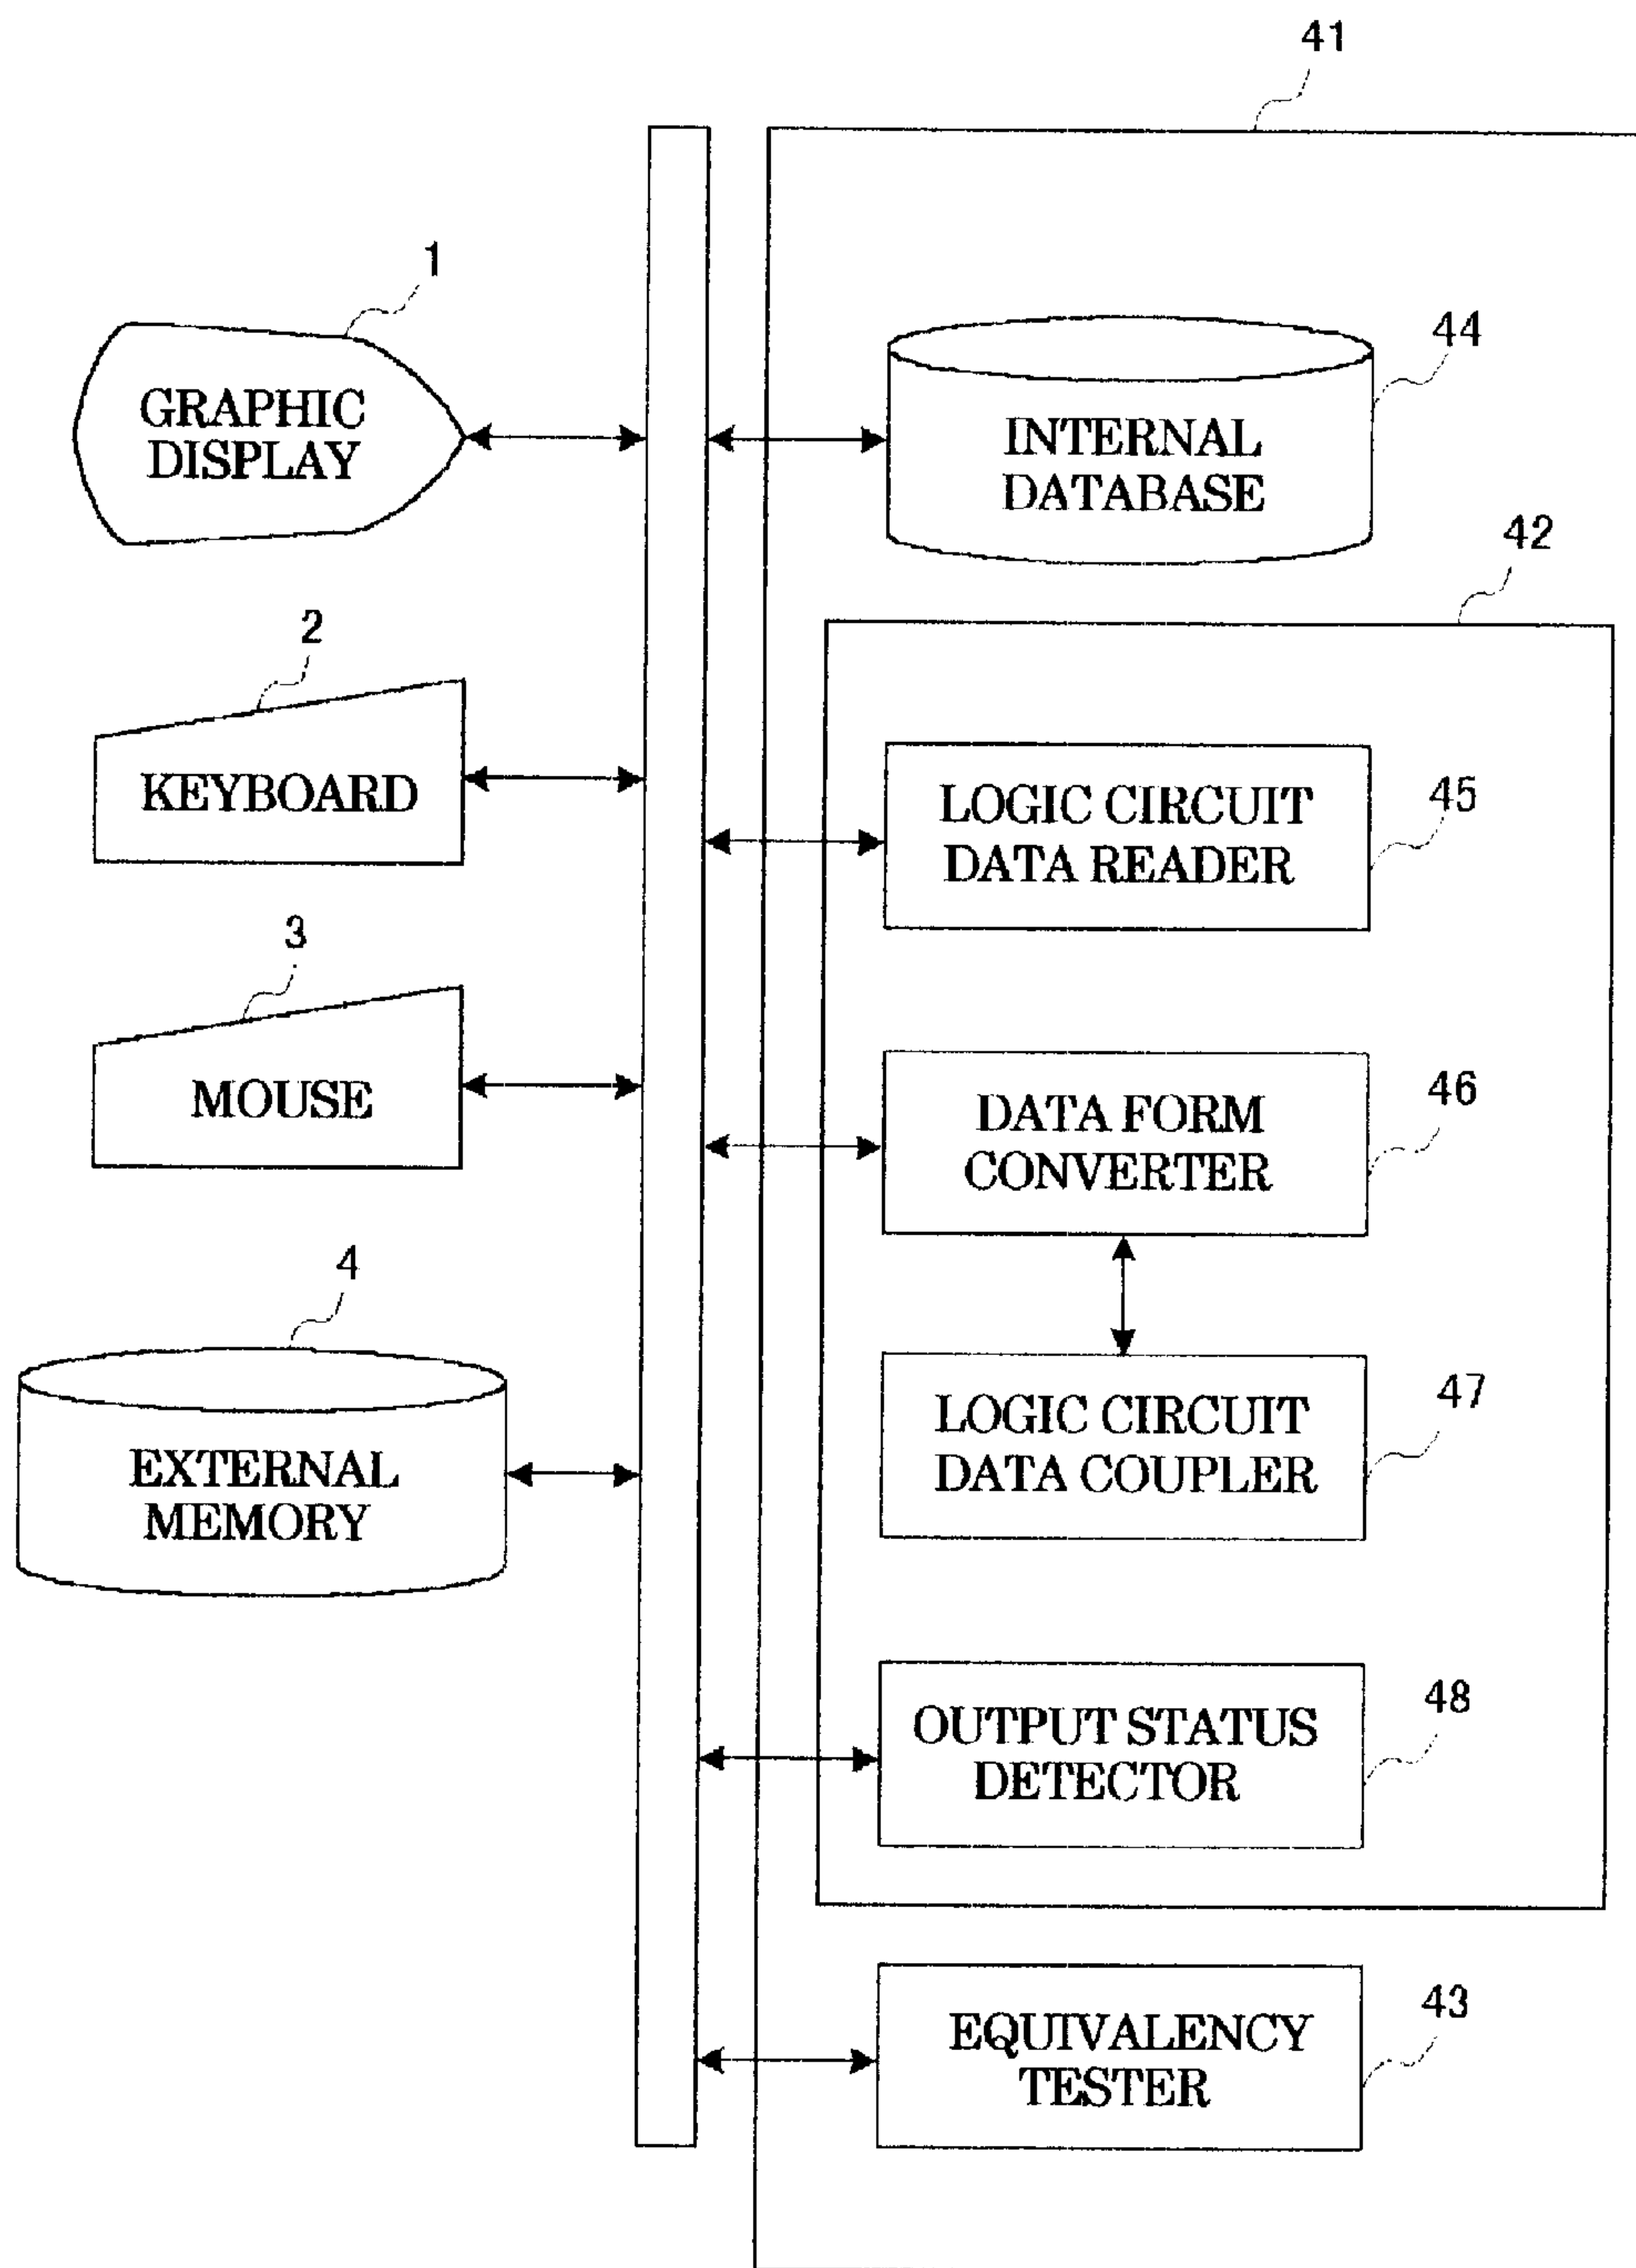 41
1
GRAPHIC
DISPLAY
44
INTERNAL
DATABASE
42
2
KEYBOARD
45
LOGIC CIRCUIT
DATA READER
3
MOUSE
46
DATA FORM
CONVERTER
4
EXTERNAL
MEMORY
47
LOGIC CIRCUIT
DATA COUPLER
48
OUTPUT STATUS
DETECTOR
43
EQUIVALENCY
TESTER